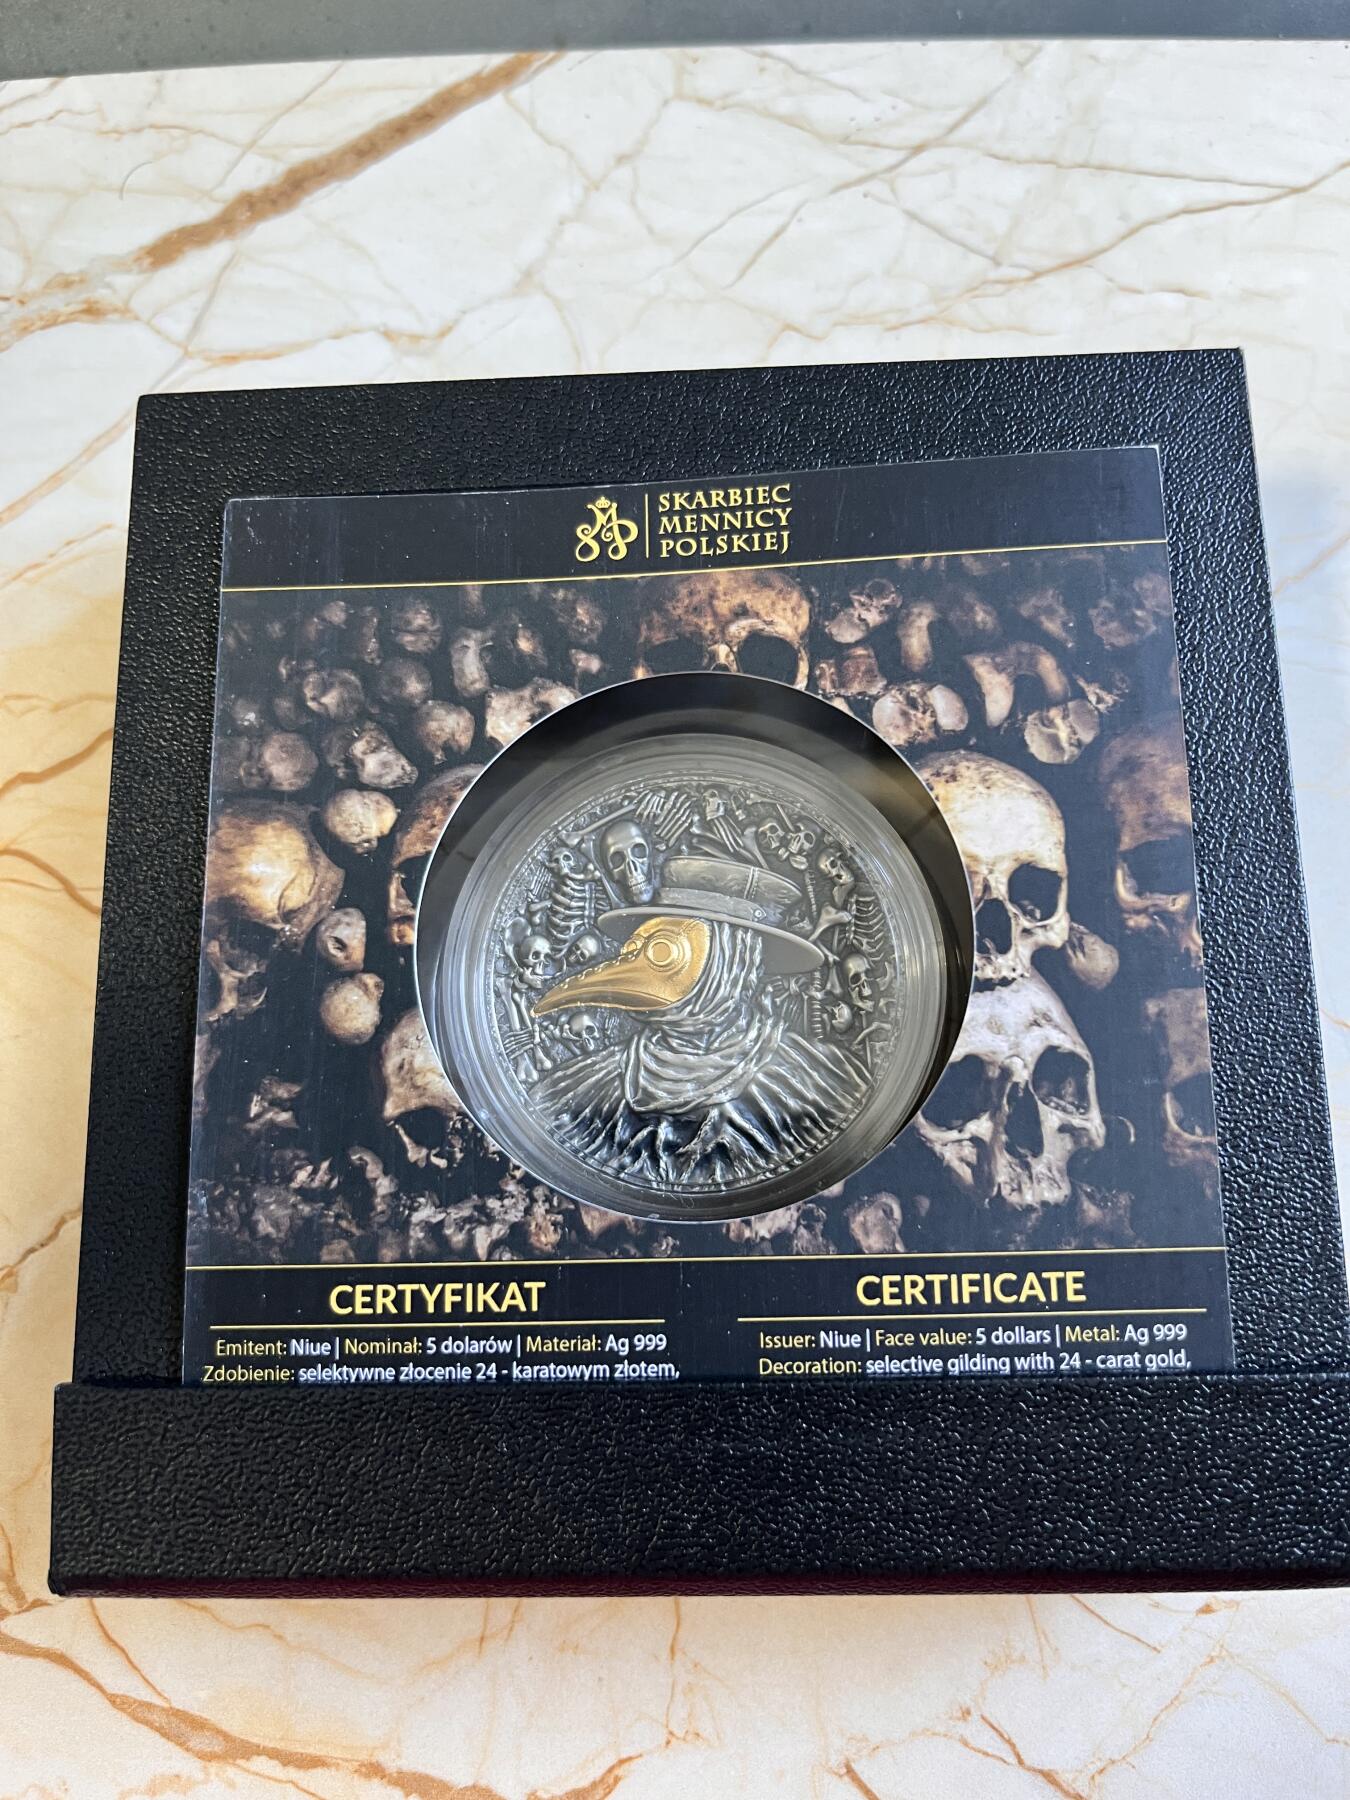 SKARBIEC
MENNICY
POLSKIEJ
CERTYFIKAT
Emitent: Niue | Nominał: 5 dolarów | Materiał: Ag 999
Zdobienie: selektywne złocenie 24 - karatowym złotem,
CERTIFICATE
Issuer: Niue | Face value: 5 dollars | Metal: Ag 999
Decoration: selective gilding with 24 - carat gold,